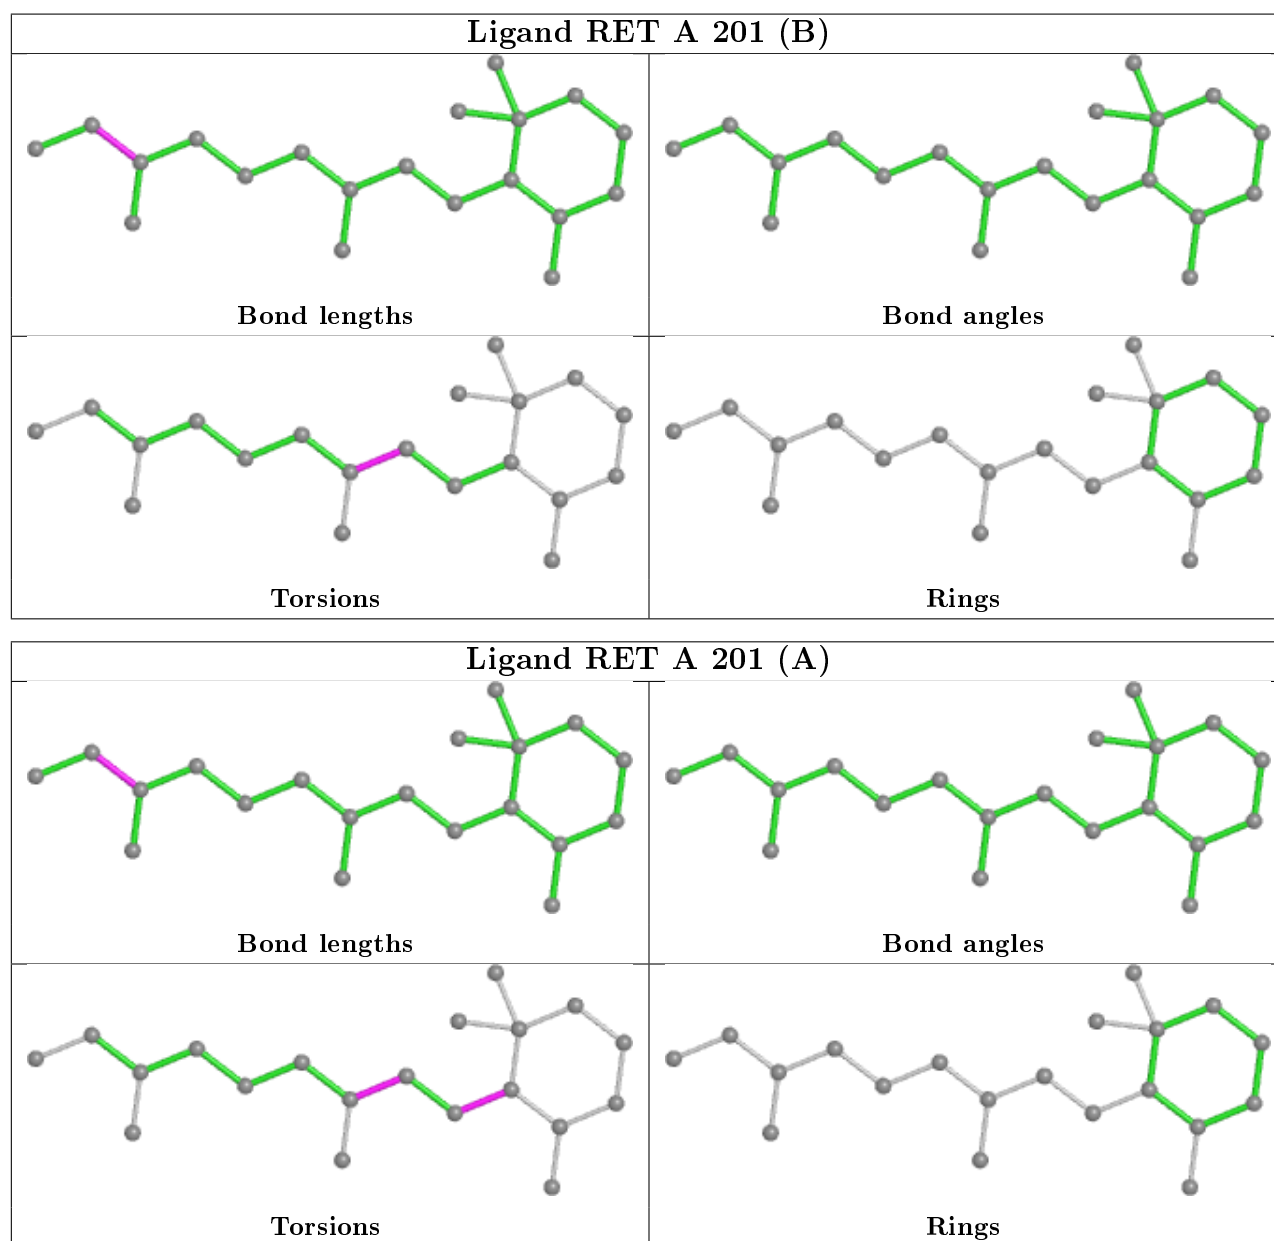 Ligand RET A 201 (B)
Bond lengths
Bond angles
Torsions
Rings
Ligand RET A 201 (A)
Bond lengths
Bond angles
Torsions
Rings